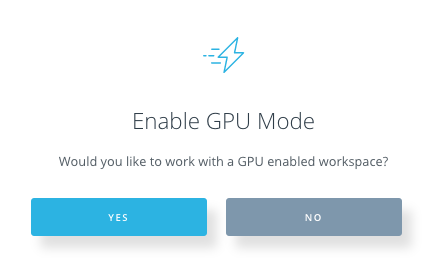 Enable GPU Mode
Would you like to work with a GPU enabled workspace?
YES
NO